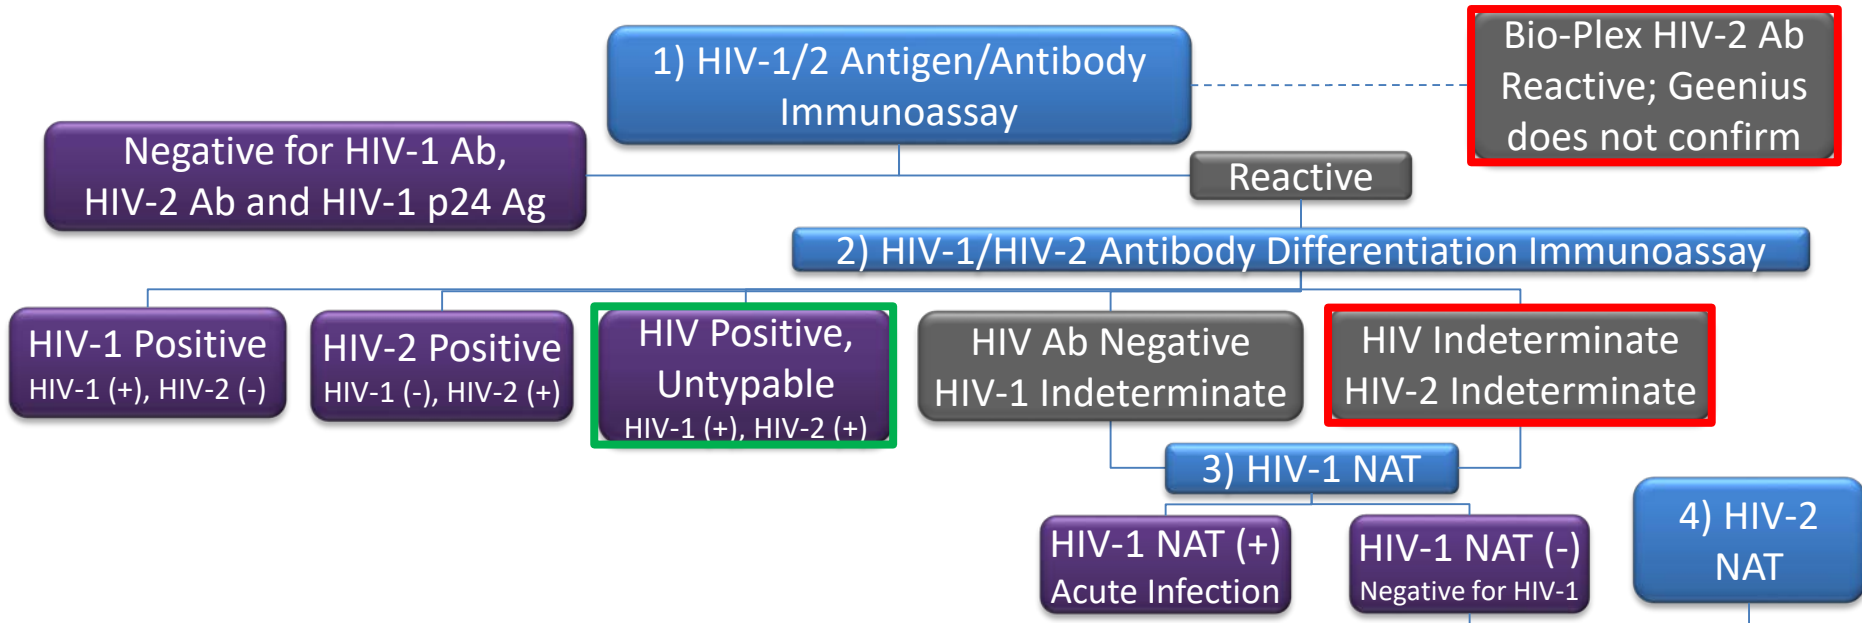 1) HIV-1/2 Antigen/Antibody
Immunoassay
Bio-Plex HIV-2 Ab
Reactive; Geenius
does not confirm
Negative for HIV-1 Ab,
HIV-2 Ab and HIV-1 p24 Ag
Reactive
2) HIV-1/HIV-2 Antibody Differentiation Immunoassay
HIV-1 Positive
HIV-1 (+), HIV-2 (-)
HIV-2 Positive
HIV-1 (-), HIV-2 (+)
HIV Positive,
Untypable
HIV-1 (+), HIV-2 (+)
HIV Ab Negative
HIV-1 Indeterminate
HIV Indeterminate
HIV-2 Indeterminate
3) HIV-1 NAT
HIV-1 NAT (+)
Acute Infection
HIV-1 NAT (-)
Negative for HIV-1
4) HIV-2
NAT